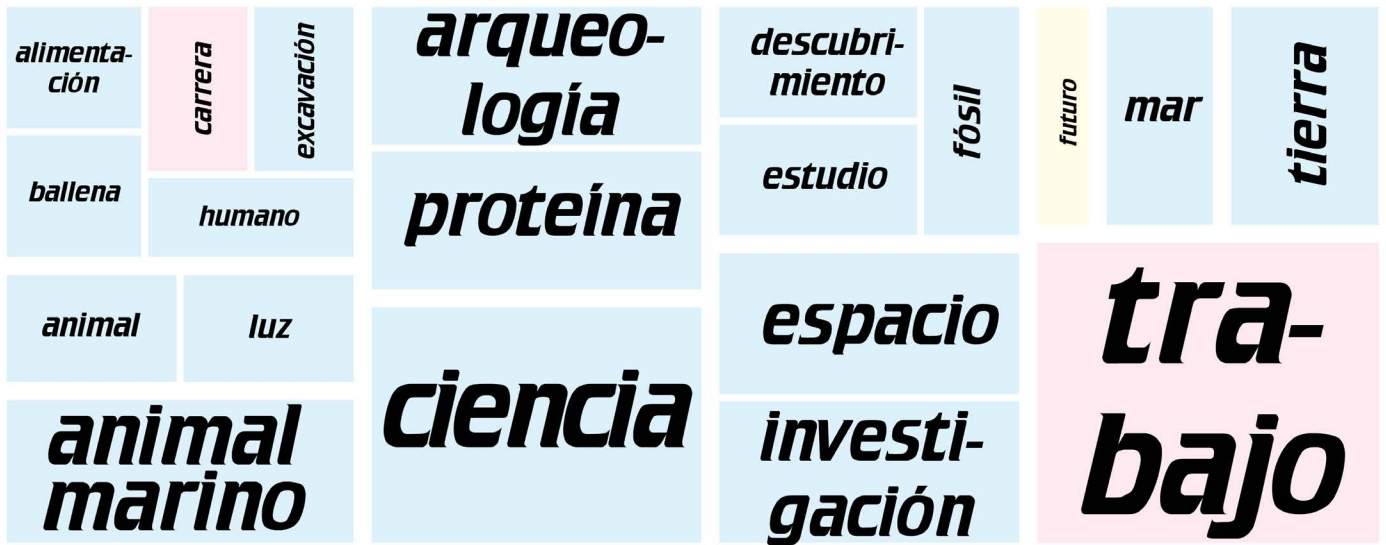 alimenta-
ción
carrera
excavación
ballena
humano
animal
luz
animal
marino
arqueo-
logía
proteína
ciencia
descubri-
miento
fósil
estudio
espacio
investi-
gación
futuro
mar
tierra
tra-
bajo